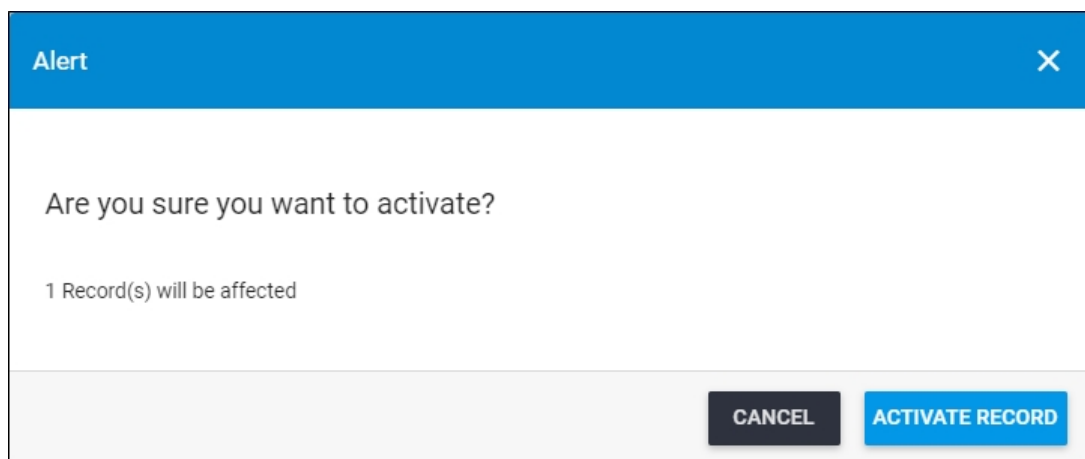 Alert
Are you sure you want to activate?
1 Record(s) will be affected
CANCEL
ACTIVATE RECORD